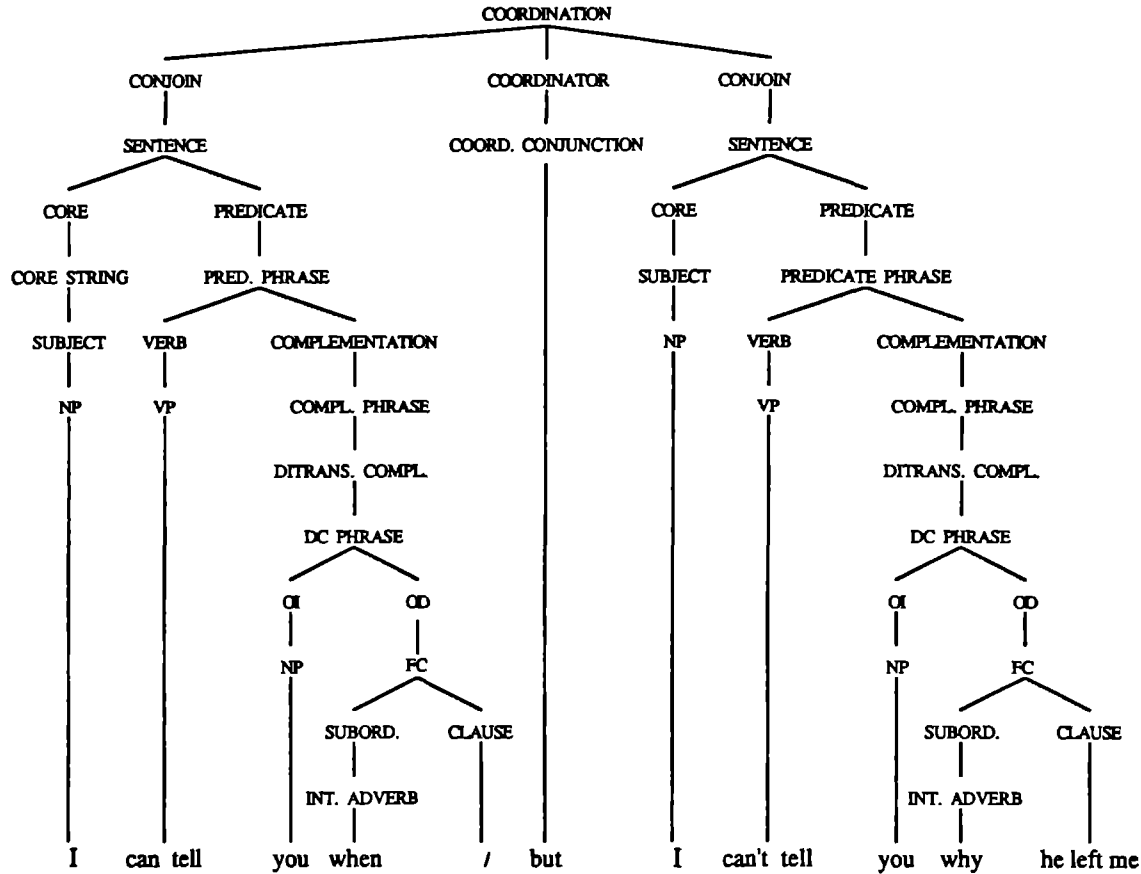 COORDINATION
CONJOIN COORDINATOR CONJOIN
SENTENCE COORD. CONJUNCTION SENTENCE
CORE PREDICATE CORE PREDICATE
CORE STRING PRED. PHRASE SUBJECT PREDICATE PHRASE
SUBJECT VERB COMPLEMENTATION NP VERB COMPLEMENTATION
NP VP COMPL. PHRASE VP COMPL. PHRASE
DITRANS. COMPL. DITRANS. COMPL.
DC PHRASE DC PHRASE
OI OD OI OD
NP FC NP FC
SUBORD. CLAUSE SUBORD. CLAUSE
INT. ADVERB INT. ADVERB
I can tell you when / but I can't tell you why he left me